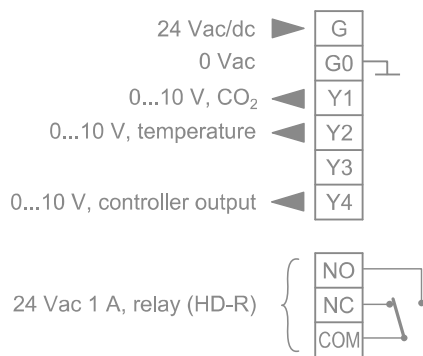 24 Vac/dc G
0 Vac G0
0...10 V, CO₂ Y1
0...10 V, temperature Y2
Y3
0...10 V, controller output Y4
NO
24 Vac 1 A, relay (HD-R) NC
COM